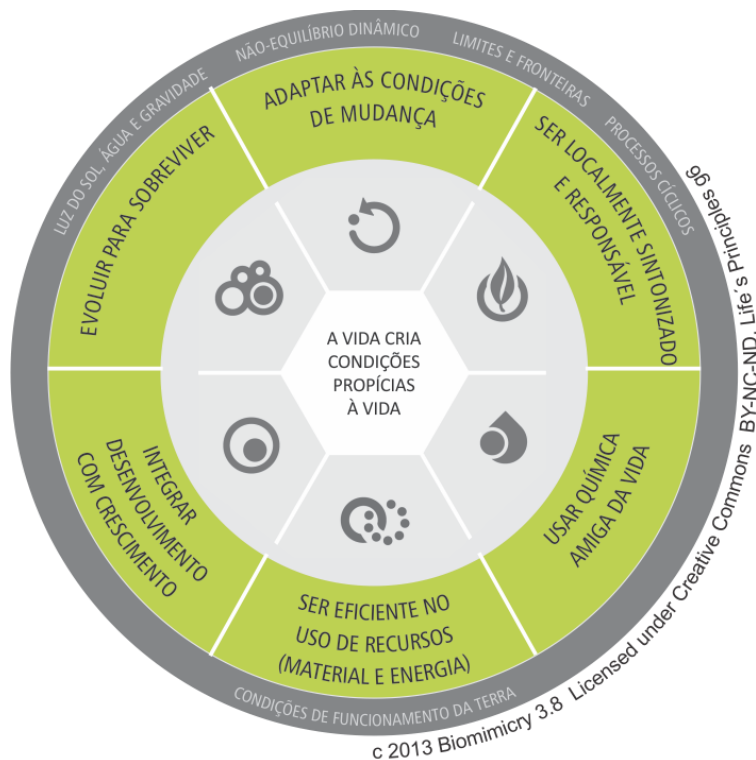 LUZ DO SOL, ÁGUA E GRAVIDADE
NÃO-EQUILÍBRIO DINÂMICO
LIMITES E FRONTEIRAS
PROCESSOS CÍCLICOS
ADAPTAR ÀS CONDIÇÕES
DE MUDANÇA
SER LOCALMENTE SINTONIZADO
E RESPONSÁVEL
USAR QUÍMICA
AMIGA DA VIDA
SER EFICIENTE NO
USO DE RECURSOS
(MATERIAL E ENERGIA)
INTEGRAR
DESENVOLVIMENTO
COM CRESCIMENTO
EVOLUIR PARA SOBREVIVER
A VIDA CRIA
CONDIÇÕES
PROPÍCIAS
À VIDA
CONDIÇÕES DE FUNCIONAMENTO DA TERRA
c 2013 Biomimicry 3.8 Licensed under Creative Commons BY-NC-ND. Life´s Principles g6